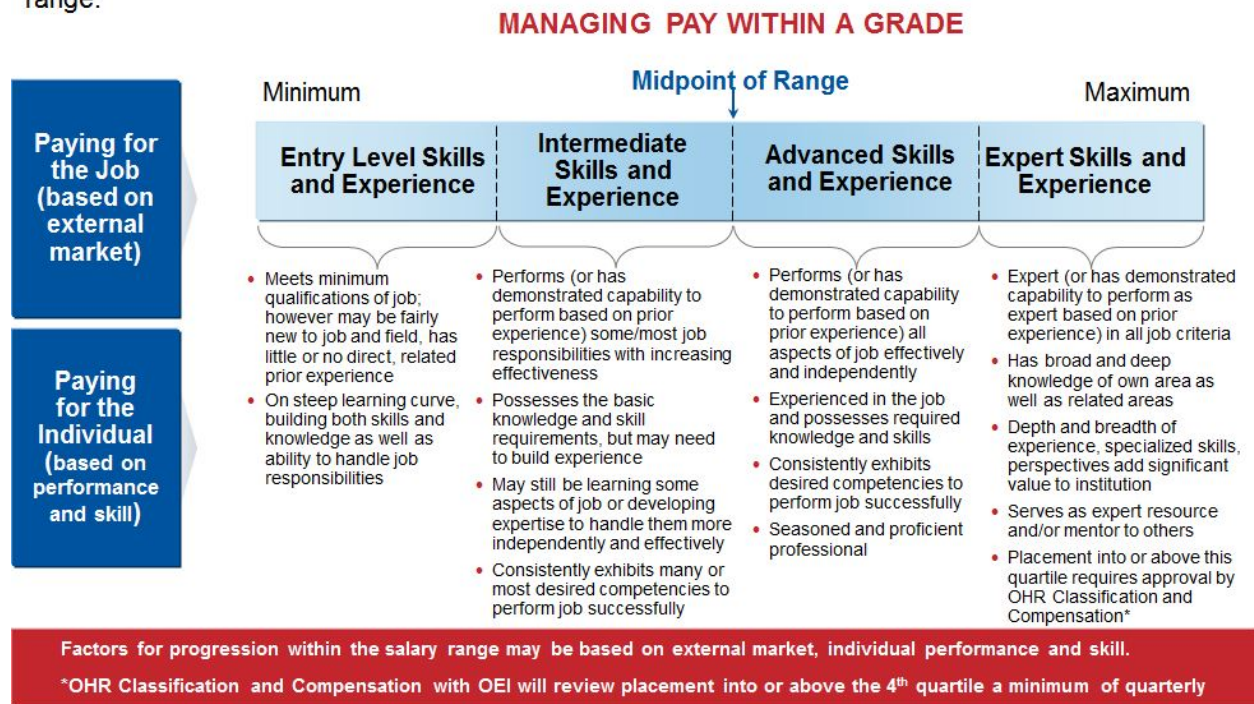 range.
MANAGING PAY WITHIN A GRADE
Minimum
Midpoint of Range
Maximum
Paying for
the Job
(based on
external
market)
Entry Level Skills
and Experience
Intermediate
Skills and
Experience
Advanced Skills
and Experience
Expert Skills and
Experience
Paying
for the
Individual
(based on
performance
and skill)
• Meets minimum
qualifications of job;
however may be fairly
new to job and field, has
little or no direct, related
prior experience
• On steep learning curve,
building both skills and
knowledge as well as
ability to handle job
responsibilities
• Performs (or has
demonstrated capability to
perform based on prior
experience) some/most job
responsibilities with increasing
effectiveness
• Possesses the basic
knowledge and skill
requirements, but may need
to build experience
• May still be learning some
aspects of job or developing
expertise to handle them more
independently and effectively
• Consistently exhibits many or
most desired competencies to
perform job successfully
• Performs (or has
demonstrated capability
to perform based on
prior experience) all
aspects of job effectively
and independently
• Experienced in the job
and possesses required
knowledge and skills
• Consistently exhibits
desired competencies to
perform job successfully
• Seasoned and proficient
professional
• Expert (or has demonstrated
capability to perform as
expert based on prior
experience) in all job criteria
• Has broad and deep
knowledge of own area as
well as related areas
• Depth and breadth of
experience, specialized skills,
perspectives add significant
value to institution
• Serves as expert resource
and/or mentor to others
• Placement into or above this
quartile requires approval by
OHR Classification and
Compensation*
Factors for progression within the salary range may be based on external market, individual performance and skill.
*OHR Classification and Compensation with OEI will review placement into or above the 4th quartile a minimum of quarterly